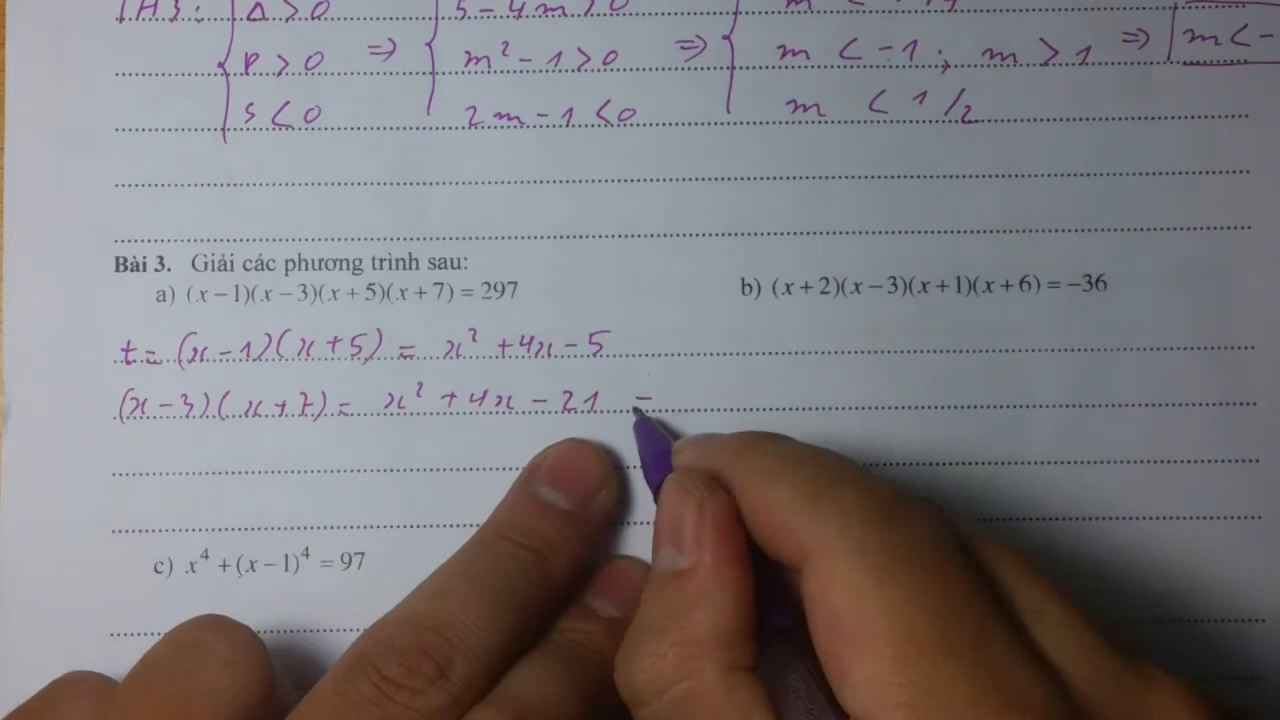 Δ > 0 5 - 4m > 0
P > 0 => m² - 1 > 0 => m < -1 ; m > 1 => m < -
S < 0 2m - 1 < 0 m < 1/2
Bài 3. Giải các phương trình sau:
a) (x−1)(x−3)(x+5)(x+7) = 297 b) (x+2)(x−3)(x+1)(x+6) = −36
t = (x - 1)(x + 5) = x² + 4x - 5
(x - 3)(x + 7) = x² + 4x - 21 =
c) x⁴ + (x−1)⁴ = 97